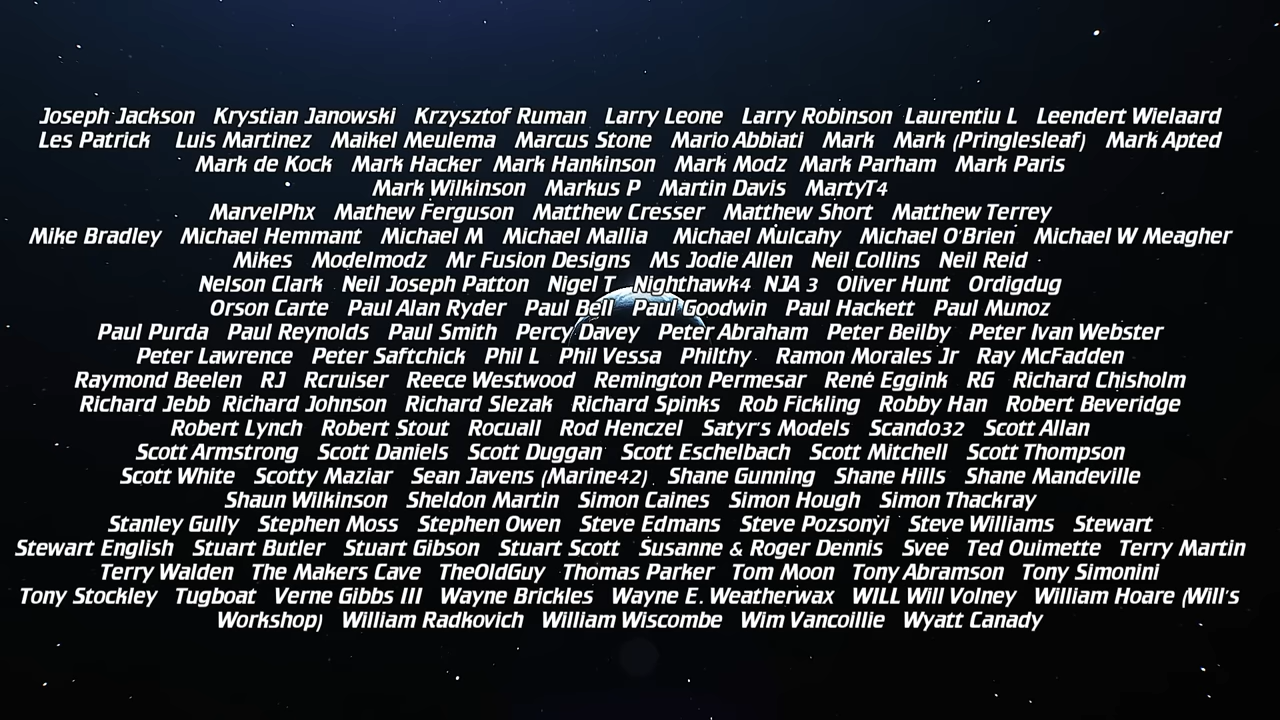 Joseph Jackson Krystian Janowski Krzysztof Ruman Larry Leone Larry Robinson Laurentiu L Leendert Wielaard
Les Patrick Luis Martinez Maikel Meulema Marcus Stone Mario Abbiati Mark Mark (Pringlesleaf) Mark Apted
Mark de Kock Mark Hacker Mark Hankinson Mark Modz Mark Parham Mark Paris
Mark Wilkinson Markus P Martin Davis MartyT4
MarvelPhx Mathew Ferguson Matthew Cresser Matthew Short Matthew Terrey
Mike Bradley Michael Hemmant Michael M Michael Mallia Michael Mulcahy Michael O'Brien Michael W Meagher
Mikes Modelmodz Mr Fusion Designs Ms Jodie Allen Neil Collins Neil Reid
Nelson Clark Neil Joseph Patton Nigel T Nighthawk4 NJA 3 Oliver Hunt Ordigdug
Orson Carte Paul Alan Ryder Paul Bell Paul Goodwin Paul Hackett Paul Munoz
Paul Purda Paul Reynolds Paul Smith Percy Davey Peter Abraham Peter Beilby Peter Ivan Webster
Peter Lawrence Peter Saftchick Phil L Phil Vessa Philthy Ramon Morales Jr Ray McFadden
Raymond Beelen RJ Rcruiser Reece Westwood Remington Permesar René Eggink RG Richard Chisholm
Richard Jebb Richard Johnson Richard Slezak Richard Spinks Rob Fickling Robby Han Robert Beveridge
Robert Lynch Robert Stout Rocuall Rod Henczel Satyr's Models Scando32 Scott Allan
Scott Armstrong Scott Daniels Scott Duggan Scott Eschelbach Scott Mitchell Scott Thompson
Scott White Scotty Maziar Sean Javens (Marine42) Shane Gunning Shane Hills Shane Mandeville
Shaun Wilkinson Sheldon Martin Simon Caines Simon Hough Simon Thackray
Stanley Gully Stephen Moss Stephen Owen Steve Edmans Steve Pozsonyi Steve Williams Stewart
Stewart English Stuart Butler Stuart Gibson Stuart Scott Susanne & Roger Dennis Svee Ted Ouimette Terry Martin
Terry Walden The Makers Cave TheOldGuy Thomas Parker Tom Moon Tony Abramson Tony Simonini
Tony Stockley Tugboat Verne Gibbs III Wayne Brickles Wayne E. Weatherwax WILL Will Volney William Hoare (Will's
Workshop) William Radkovich William Wiscombe Wim Vancoillie Wyatt Canady